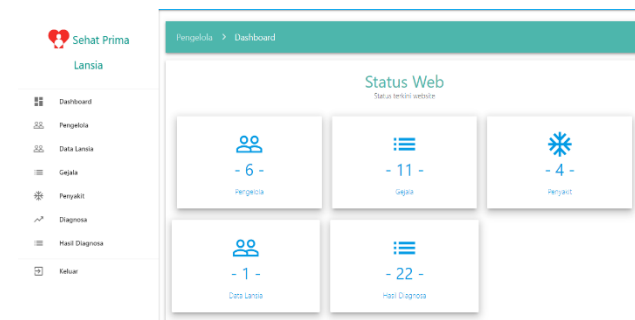 Sehat Prima
Lansia
Dashboard
Pengelola
Data Lansia
Gejala
Penyakit
Diagnosa
Hasil Diagnosa
Keluar
Pengelola > Dashboard
Status Web
Status terkini website
- 6 -
Pengelola
- 11 -
Gejala
- 4 -
Penyakit
- 1 -
Data Lansia
- 22 -
Hasil Diagnosa